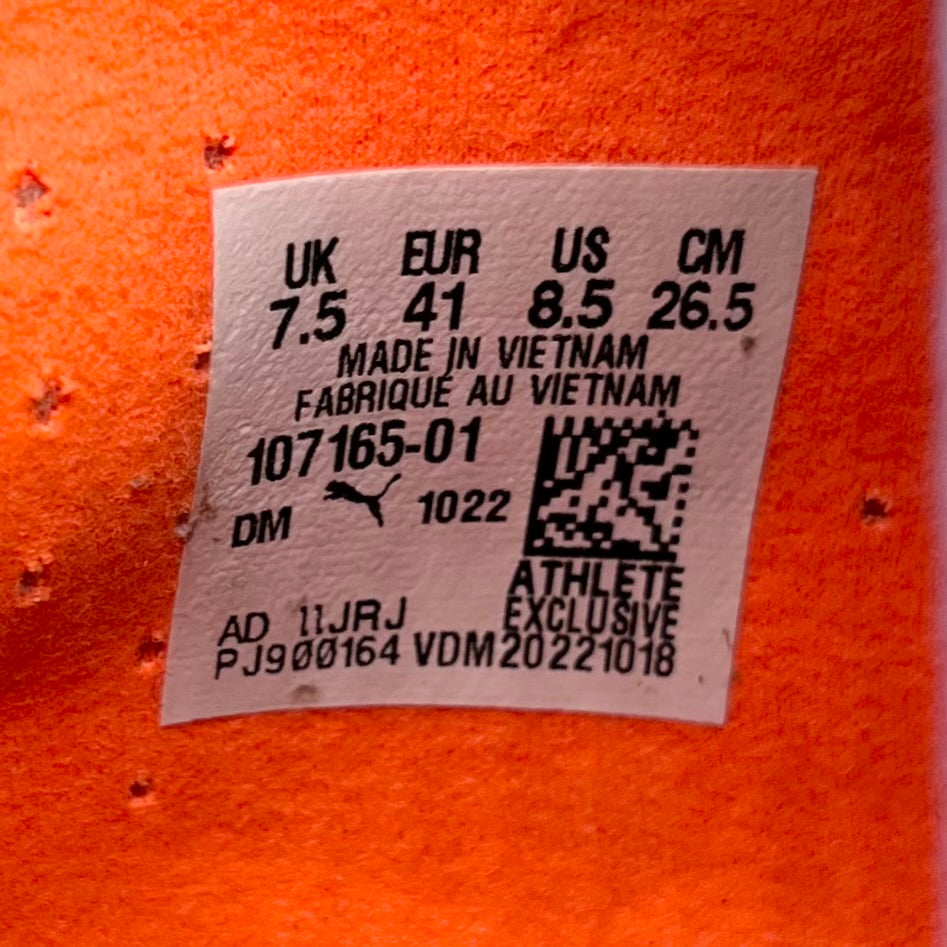 UK EUR US CM
7.5 41 8.5 26.5
MADE IN VIETNAM
FABRIQUÉ AU VIETNAM
107165-01
DM 1022
ATHLETE
EXCLUSIVE
AD 11JRJ
PJ900164 VDM20221018